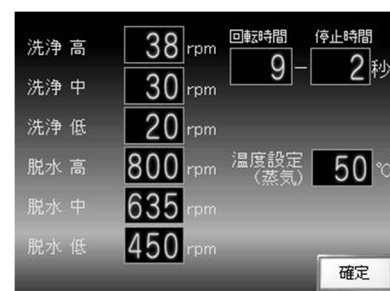 洗浄 高 38 rpm
洗浄 中 30 rpm
洗浄 低 20 rpm
脱水 高 800 rpm
脱水 中 635 rpm
脱水 低 450 rpm
回転時間 停止時間
9 - 2 秒
温度設定 50 ℃
(蒸気)
確定